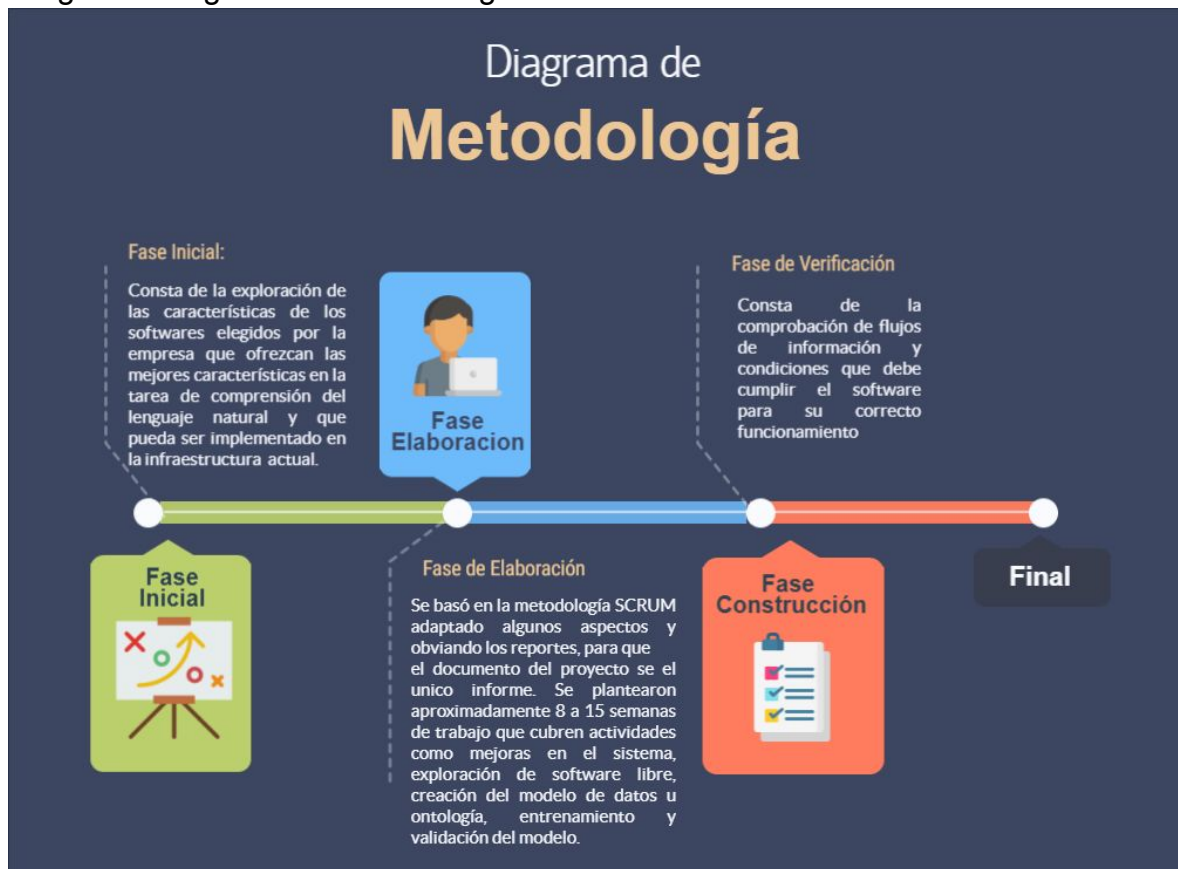 Diagrama de
Metodología
Fase Inicial:
Consta de la exploración de
las características de los
softwares elegidos por la
empresa que ofrezcan las
mejores características en la
tarea de comprensión del
lenguaje natural y que
pueda ser implementado en
la infraestructura actual.
Fase
Elaboracion
Fase de Verificación
Consta de la
comprobación de flujos
de información y
condiciones que debe
cumplir el software
para su correcto
funcionamiento
Fase
Inicial
Fase de Elaboración
Se basó en la metodología SCRUM
adaptado algunos aspectos y
obviando los reportes, para que
el documento del proyecto se el
unico informe. Se plantearon
aproximadamente 8 a 15 semanas
de trabajo que cubren actividades
como mejoras en el sistema,
exploración de software libre,
creación del modelo de datos u
ontología, entrenamiento y
validación del modelo.
Fase
Construcción
Final